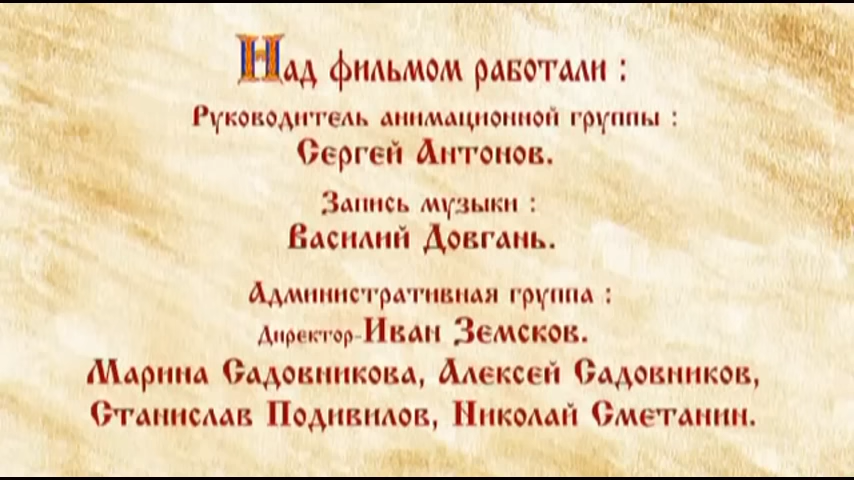 Над фильмом работали :
Руководитель анимационной группы :
Сергей Антонов.
Запись музыки :
Василий Довгань.
Административная группа :
Директор-Иван Земсков.
Марина Садовникова, Алексей Садовников,
Станислав Подивилов, Николай Сметанин.